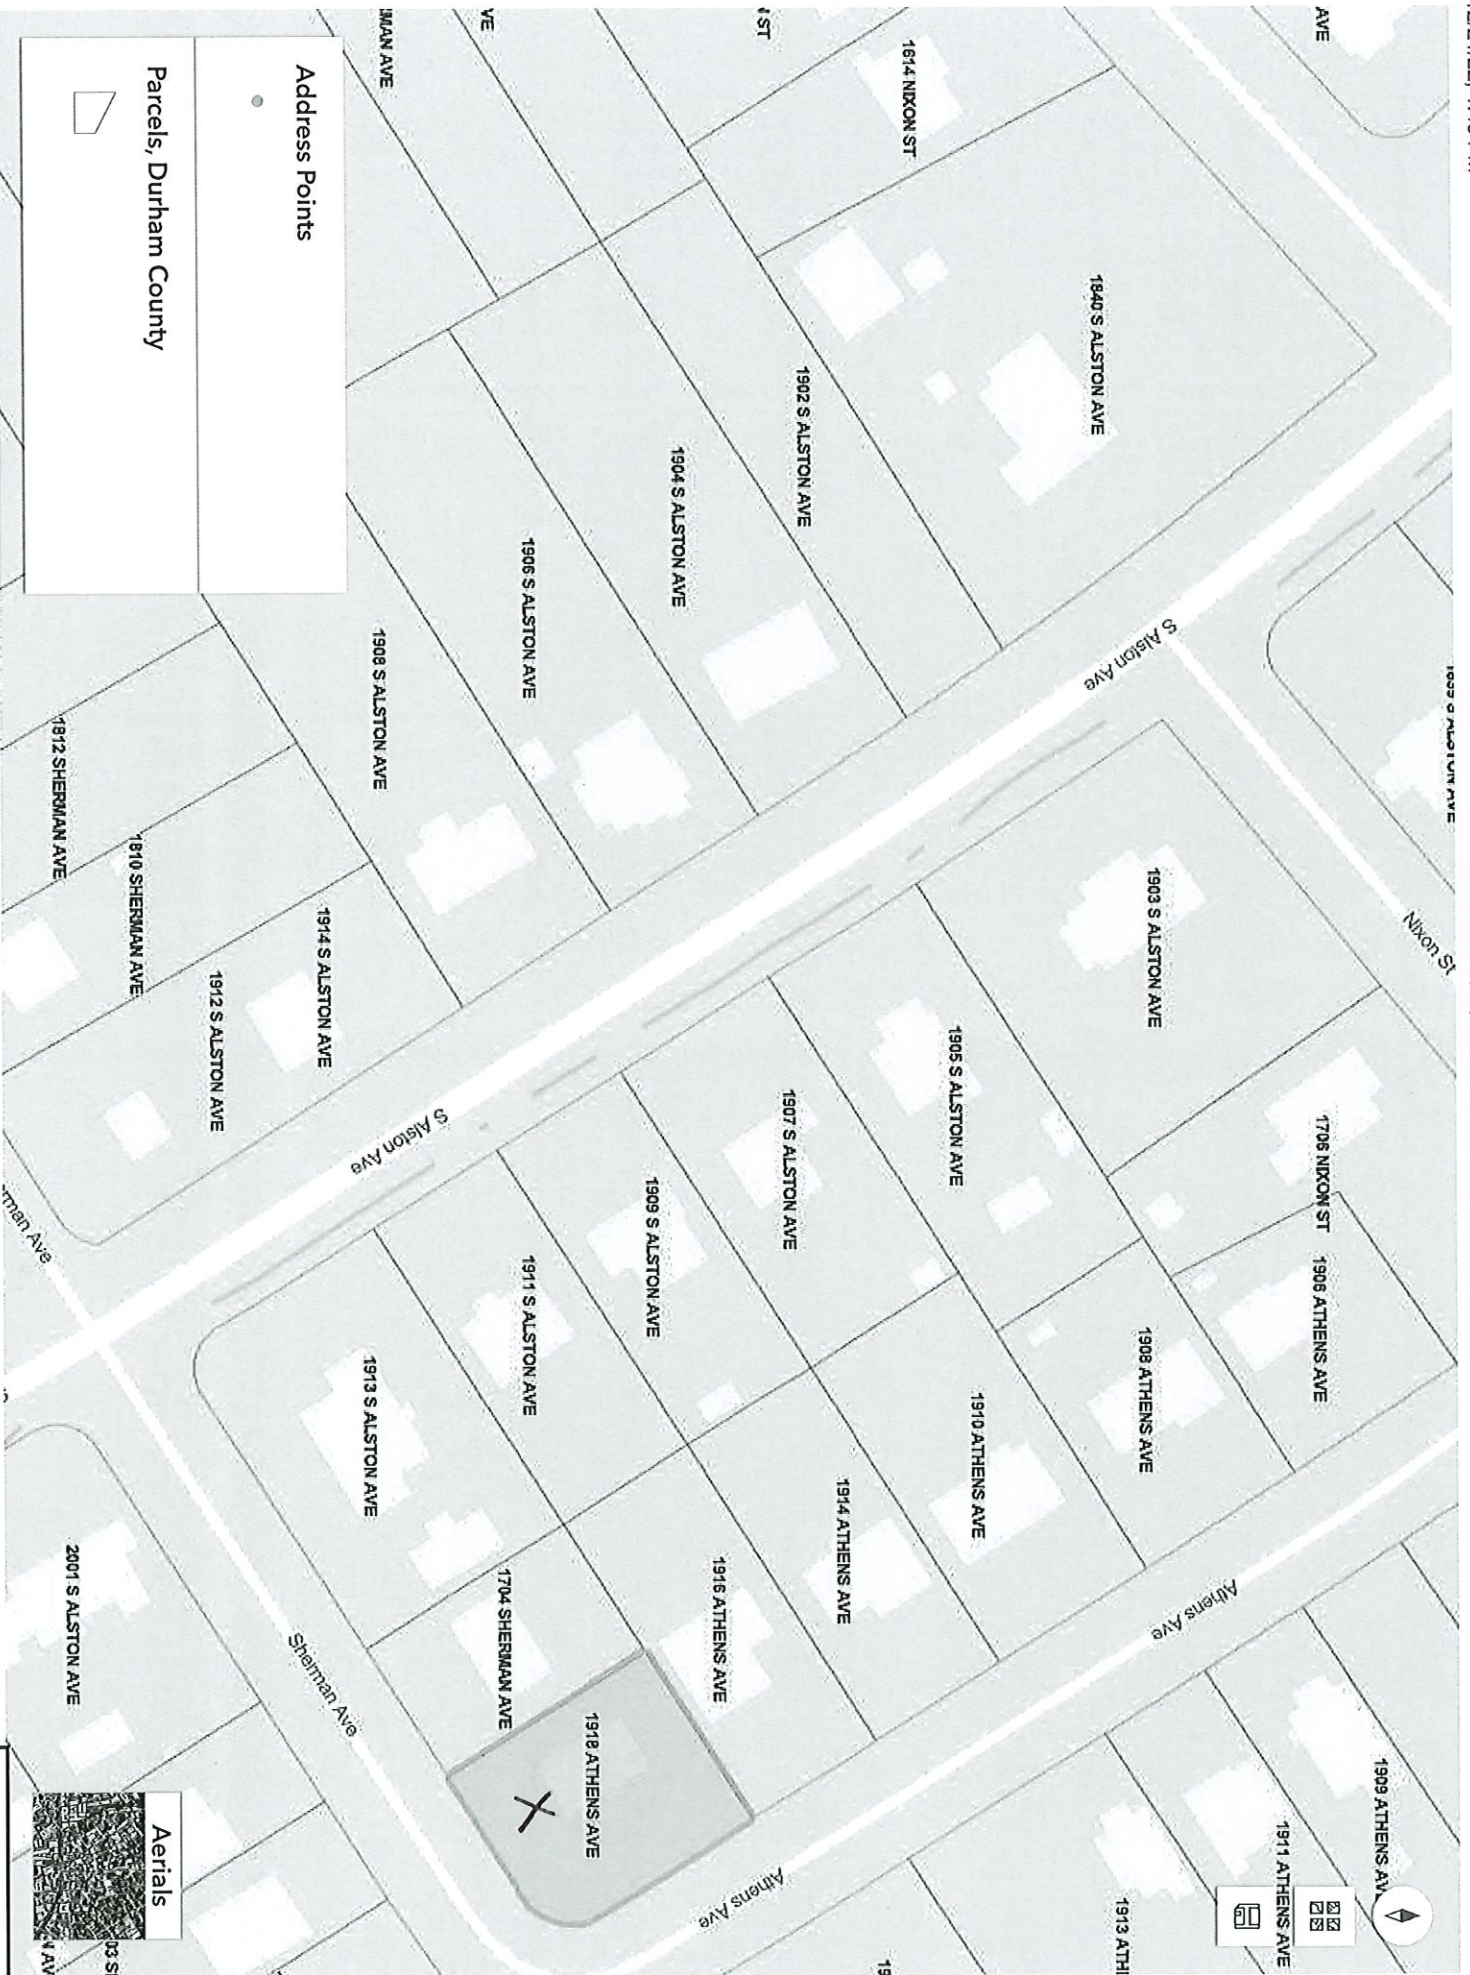 AVE
1614 NIXON ST
1840 S ALSTON AVE
1902 S ALSTON AVE
1904 S ALSTON AVE
1906 S ALSTON AVE
1908 S ALSTON AVE
1914 S ALSTON AVE
1912 S ALSTON AVE
1810 SHERMAN AVE
1812 SHERMAN AVE
S Alston Ave
Nixon St
1903 S ALSTON AVE
1706 NIXON ST
1906 ATHENS AVE
1905 S ALSTON AVE
1908 ATHENS AVE
1907 S ALSTON AVE
1910 ATHENS AVE
1909 S ALSTON AVE
1914 ATHENS AVE
1911 S ALSTON AVE
1916 ATHENS AVE
1913 S ALSTON AVE
1704 SHERMAN AVE
1918 ATHENS AVE
S Alston Ave
Athens Ave
Athens Ave
Sherman Ave
2001 S ALSTON AVE
1909 ATHENS AVE
1911 ATHENS AVE
1913 ATH
Address Points
Parcels, Durham County
Aerials